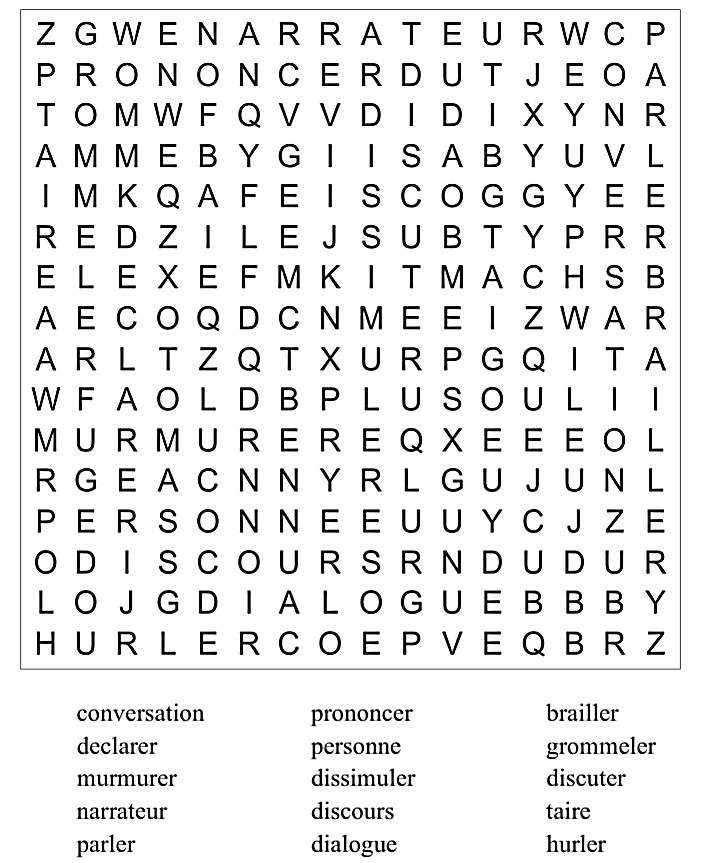 Z G W E N A R R A T E U R W C P
P R O N O N C E R D U T J E O A
T O M W F Q V V D I D I X Y N R
A M M E B Y G I I S A B Y U V L
I M K Q A F E I S C O G G Y E E
R E D Z I L E J S U B T Y P R R
E L E X E F M K I T M A C H S B
A E C O Q D C N M E E I Z W A R
A R L T Z Q T X U R P G Q I T A
W F A O L D B P L U S O U L I I
M U R M U R E R E Q X E E E O L
R G E A C N N Y R L G U J U N L
P E R S O N N E E U U Y C J Z E
O D I S C O U R S R N D U D U R
L O J G D I A L O G U E B B B Y
H U R L E R C O E P V E Q B R Z
conversation prononcer brailler
declarer personne grommeler
murmurer dissimuler discuter
narrateur discours taire
parler dialogue hurler